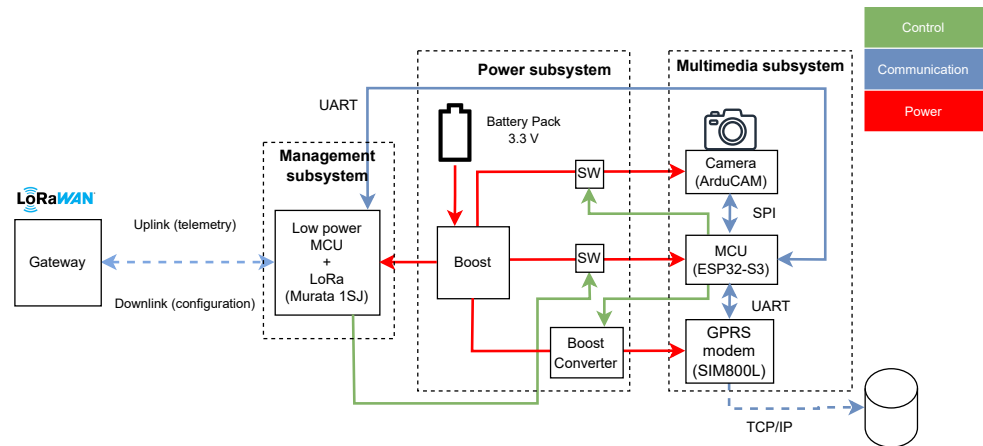 Control
Communication
Power
Power subsystem
Multimedia subsystem
UART
Battery Pack
3.3 V
Management
subsystem
SW
Camera
(ArduCAM)
LoRaWAN
Uplink (telemetry)
SPI
Gateway
Low power
MCU
+
LoRa
(Murata 1SJ)
Boost
SW
MCU
(ESP32-S3)
Downlink (configuration)
UART
Boost
Converter
GPRS
modem
(SIM800L)
TCP/IP